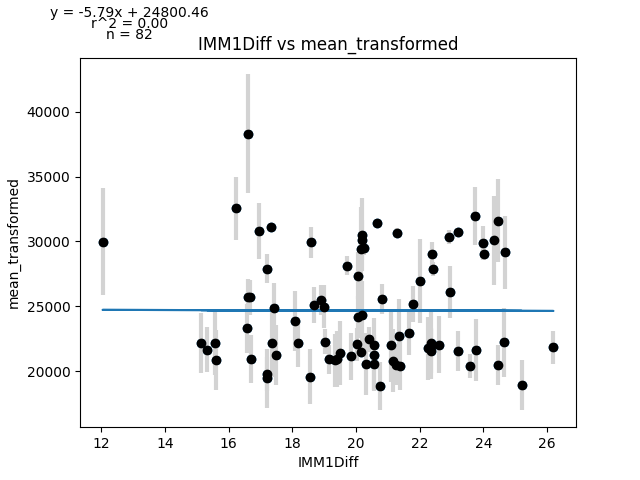 y = -5.79x + 24800.46
r^2 = 0.00
n = 82
IMM1Diff vs mean_transformed
mean_transformed
40000
35000
30000
25000
20000
12 14 16 18 20 22 24 26
IMM1Diff